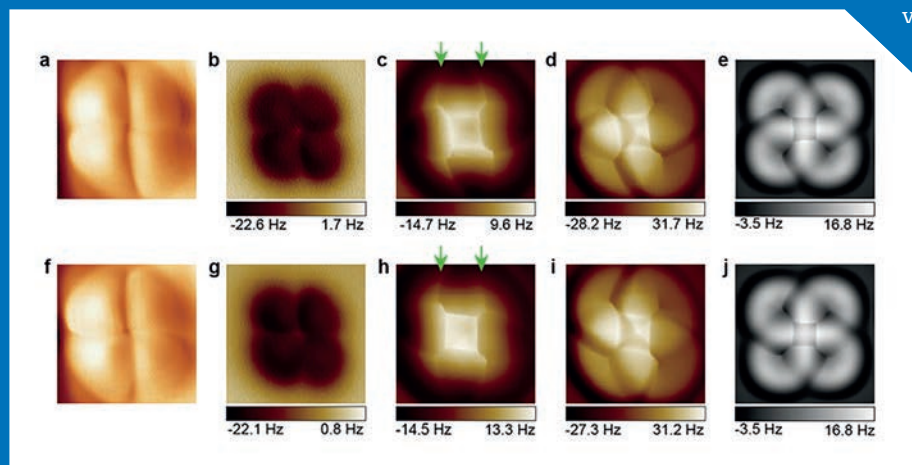 v
a b c d e
-22.6 Hz 1.7 Hz -14.7 Hz 9.6 Hz -28.2 Hz 31.7 Hz -3.5 Hz 16.8 Hz
f g h i j
-22.1 Hz 0.8 Hz -14.5 Hz 13.3 Hz -27.3 Hz 31.2 Hz -3.5 Hz 16.8 Hz